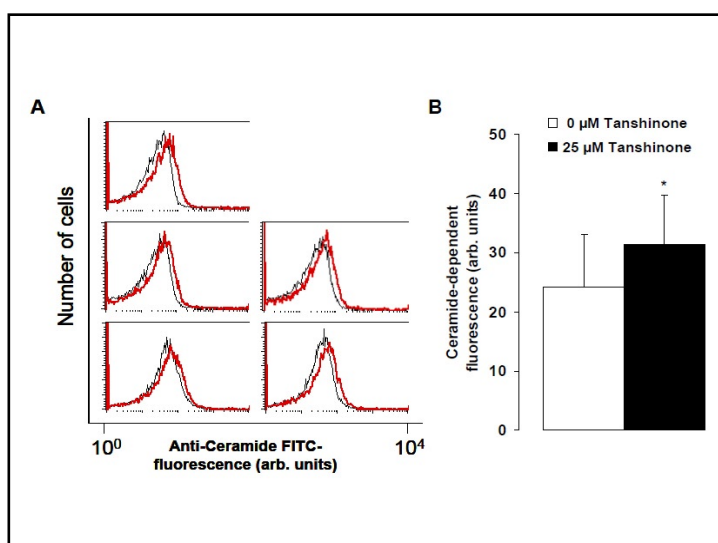 A
Number of cells
10⁰
Anti-Ceramide FITC-
fluorescence (arb. units)
10⁴
B
0 µM Tanshinone
25 µM Tanshinone
Ceramide-dependent
fluorescence (arb. units)
50
40
30
20
10
0
*